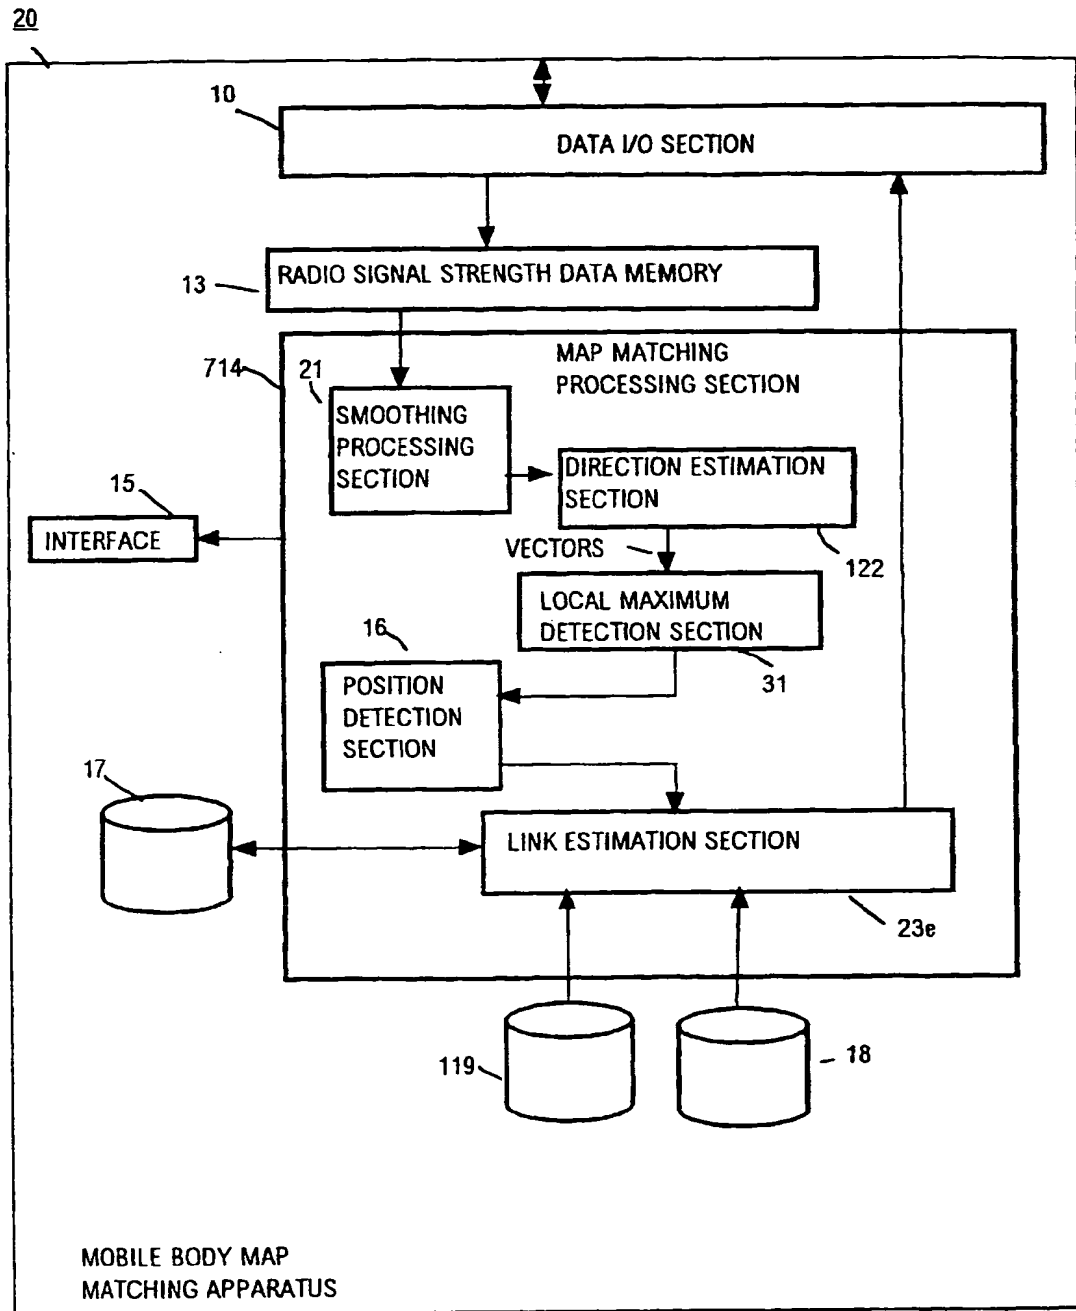 20
10
DATA I/O SECTION
13
RADIO SIGNAL STRENGTH DATA MEMORY
714
MAP MATCHING
PROCESSING SECTION
21
SMOOTHING
PROCESSING
SECTION
DIRECTION ESTIMATION
SECTION
122
15
INTERFACE
VECTORS
LOCAL MAXIMUM
DETECTION SECTION
31
16
POSITION
DETECTION
SECTION
17
LINK ESTIMATION SECTION
23e
119
18
MOBILE BODY MAP
MATCHING APPARATUS